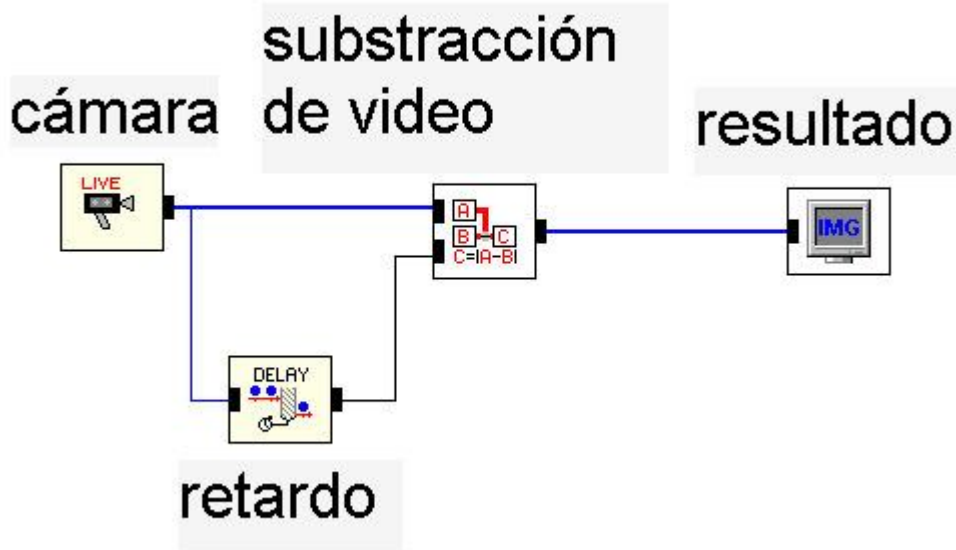 substracción
de video
cámara
resultado
LIVE
A
B C
C=|A-B|
IMG
DELAY
retardo